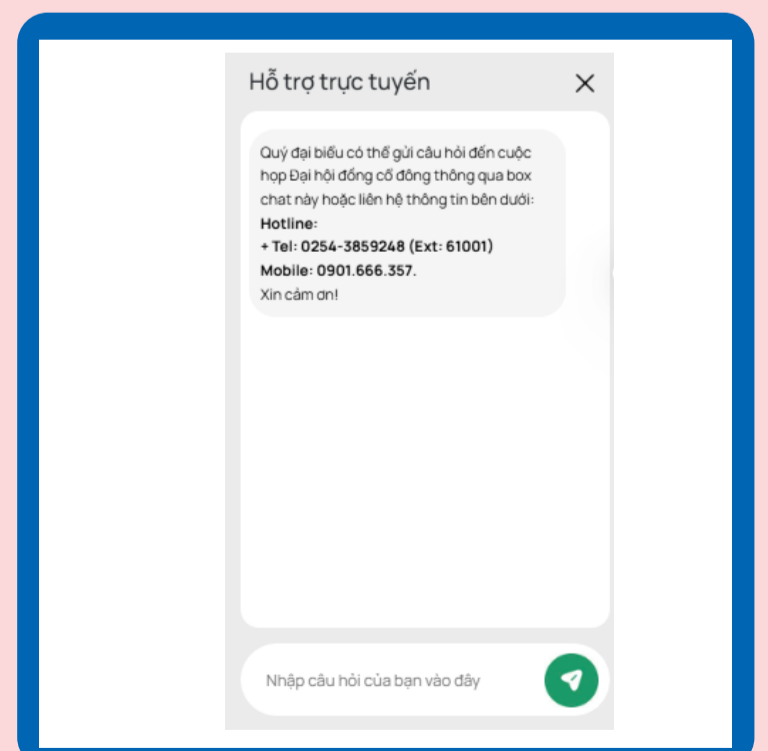 Hỗ trợ trực tuyến
Quý đại biểu có thể gửi câu hỏi đến cuộc
họp Đại hội đồng cổ đông thông qua box
chat này hoặc liên hệ thông tin bên dưới:
Hotline:
+ Tel: 0254-3859248 (Ext: 61001)
Mobile: 0901.666.357.
Xin cảm ơn!
Nhập câu hỏi của bạn vào đây